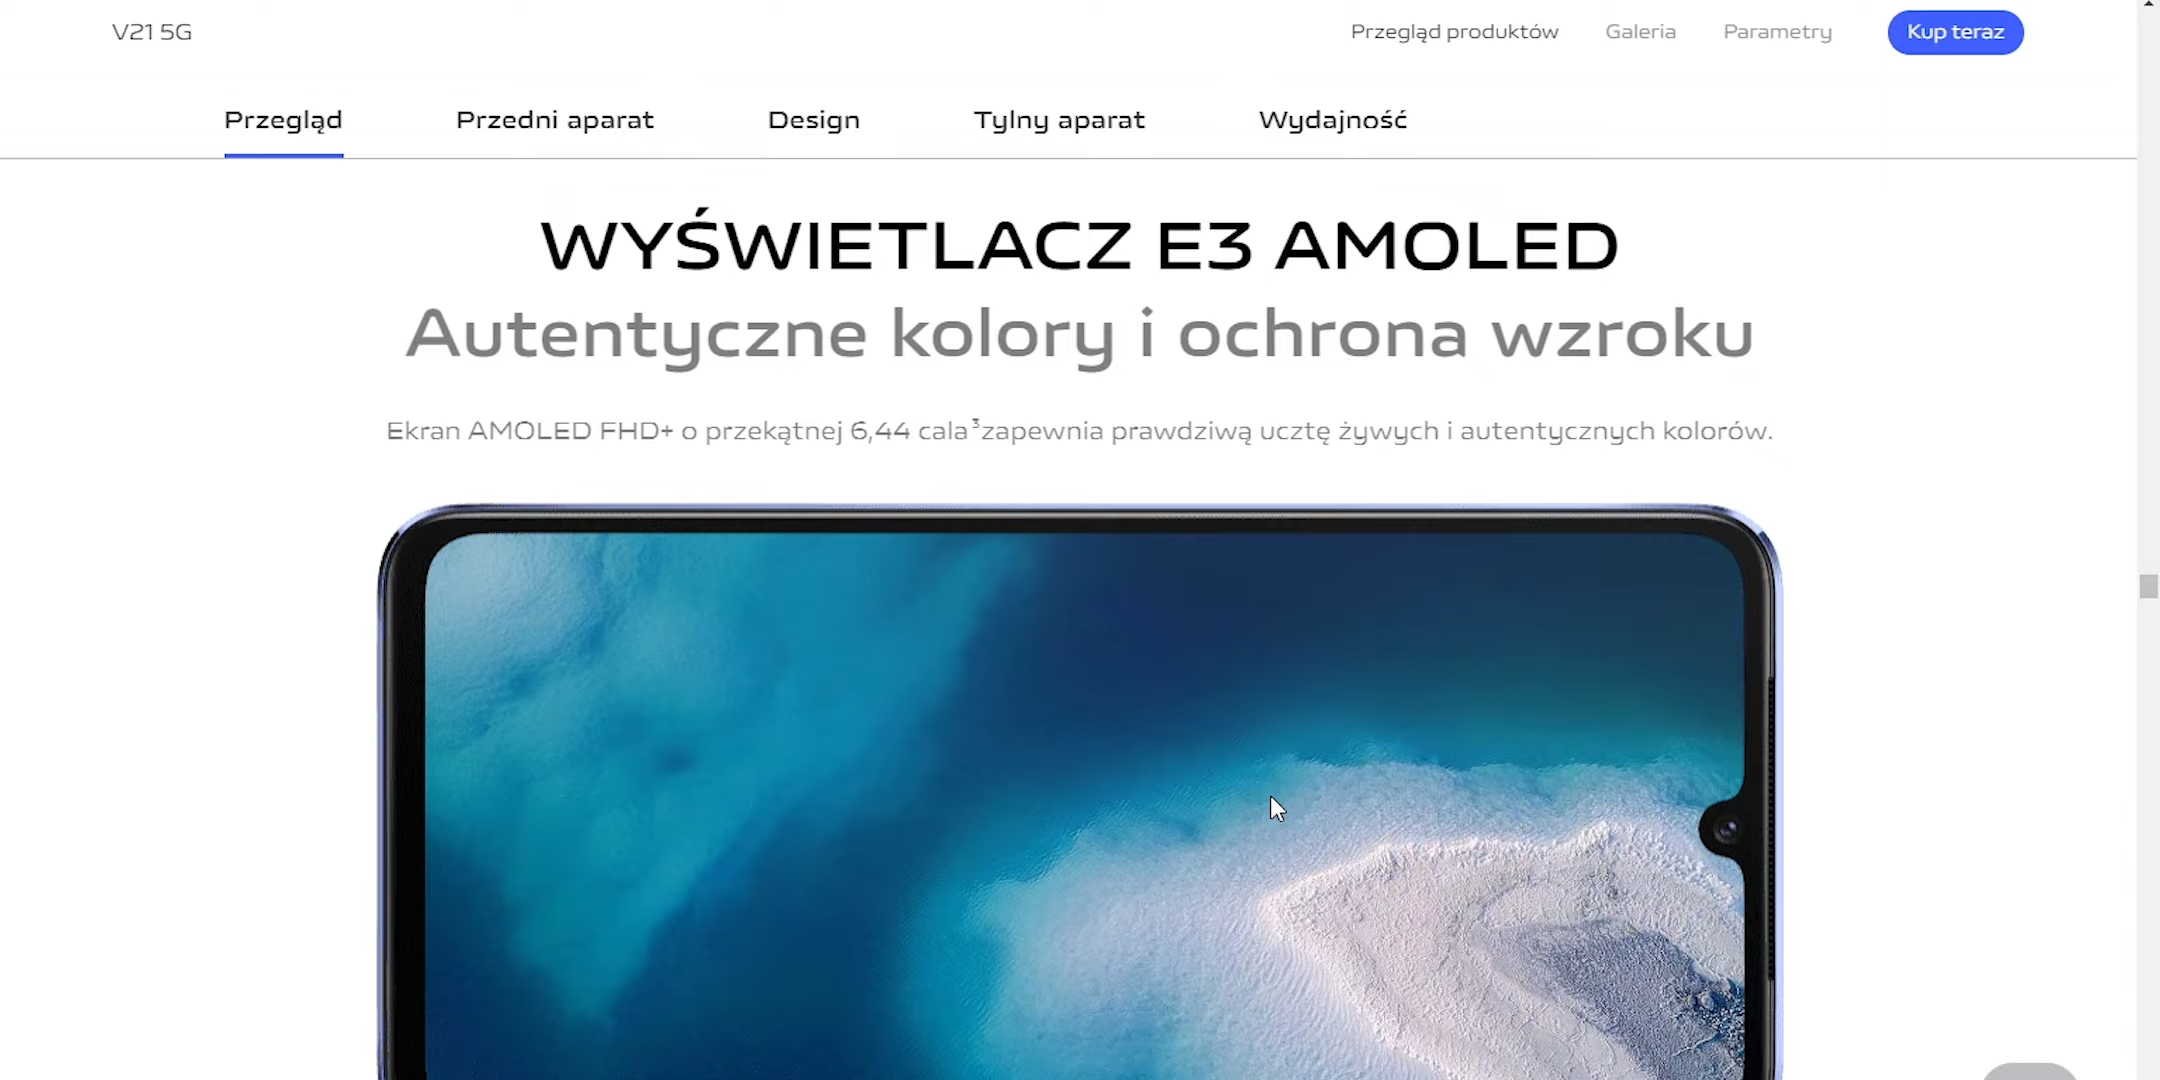 V21 5G
Przegląd produktów
Galeria
Parametry
Kup teraz
Przegląd
Przedni aparat
Design
Tylny aparat
Wydajność
WYŚWIETLACZ E3 AMOLED
Autentyczne kolory i ochrona wzroku
Ekran AMOLED FHD+ o przekątnej 6,44 cala³zapewnia prawdziwą ucztę żywych i autentycznych kolorów.